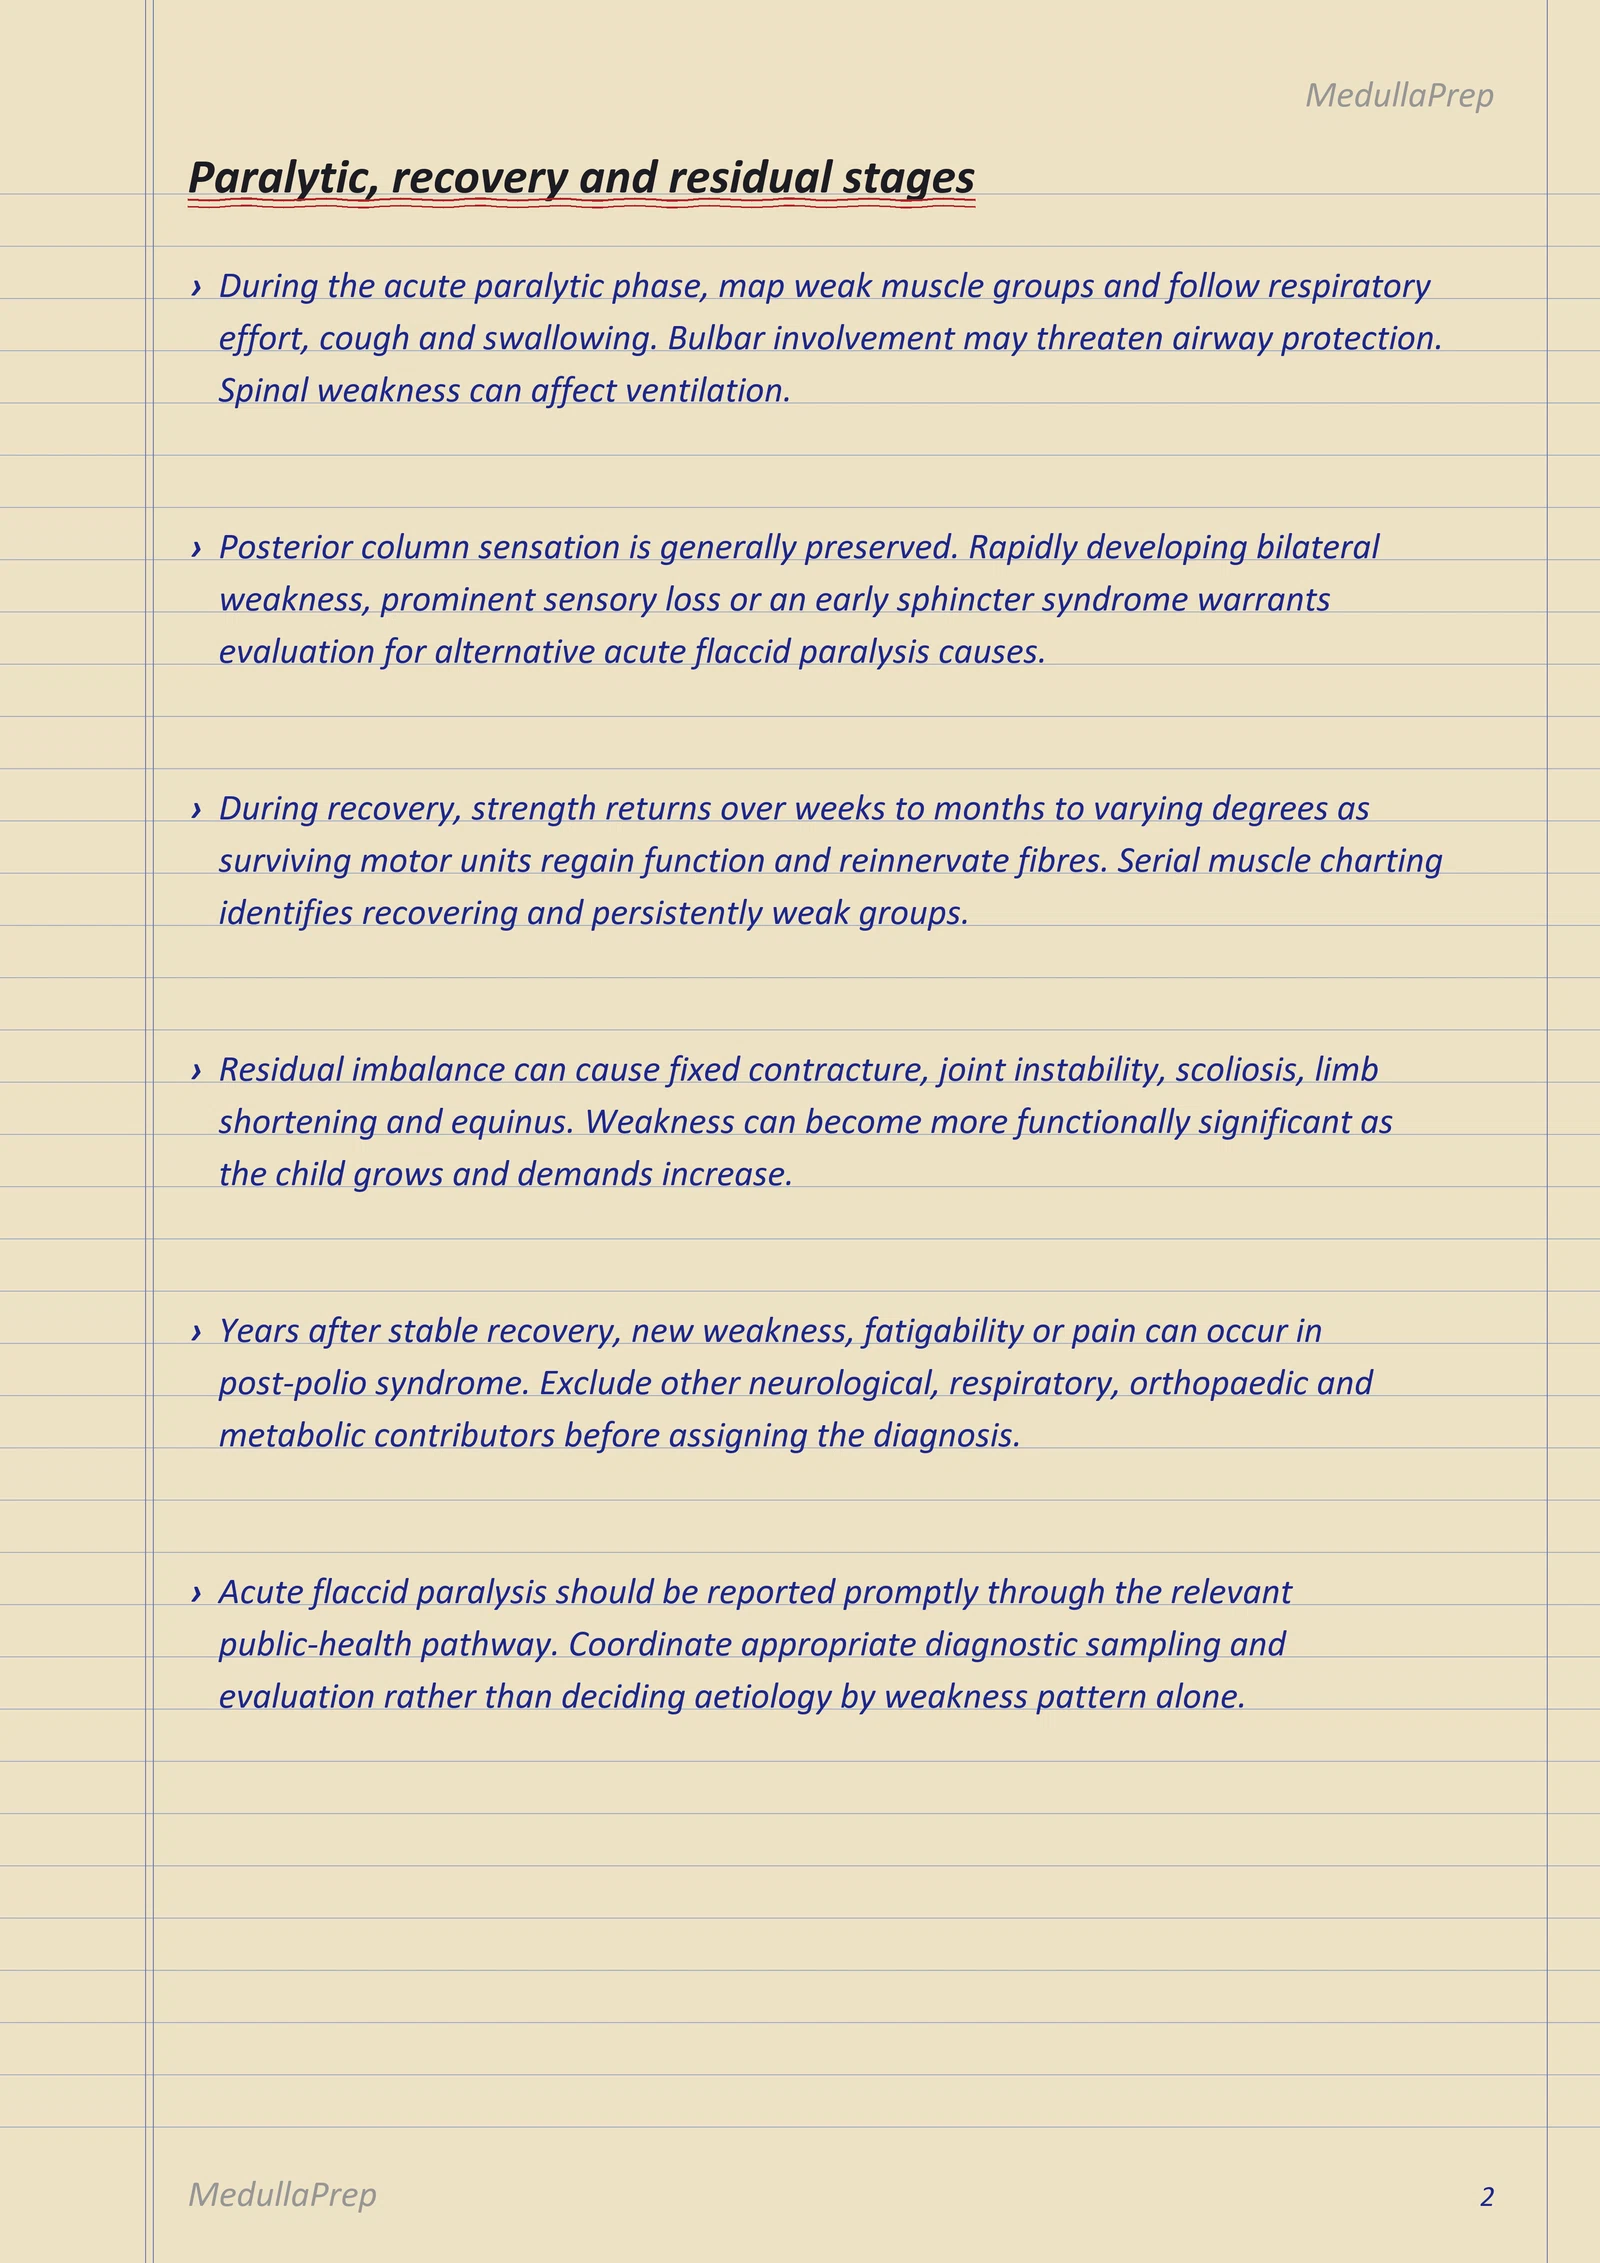 MedullaPrep
Paralytic, recovery and residual stages
› During the acute paralytic phase, map weak muscle groups and follow respiratory
effort, cough and swallowing. Bulbar involvement may threaten airway protection.
Spinal weakness can affect ventilation.
› Posterior column sensation is generally preserved. Rapidly developing bilateral
weakness, prominent sensory loss or an early sphincter syndrome warrants
evaluation for alternative acute flaccid paralysis causes.
› During recovery, strength returns over weeks to months to varying degrees as
surviving motor units regain function and reinnervate fibres. Serial muscle charting
identifies recovering and persistently weak groups.
› Residual imbalance can cause fixed contracture, joint instability, scoliosis, limb
shortening and equinus. Weakness can become more functionally significant as
the child grows and demands increase.
› Years after stable recovery, new weakness, fatigability or pain can occur in
post-polio syndrome. Exclude other neurological, respiratory, orthopaedic and
metabolic contributors before assigning the diagnosis.
› Acute flaccid paralysis should be reported promptly through the relevant
public-health pathway. Coordinate appropriate diagnostic sampling and
evaluation rather than deciding aetiology by weakness pattern alone.
MedullaPrep
2